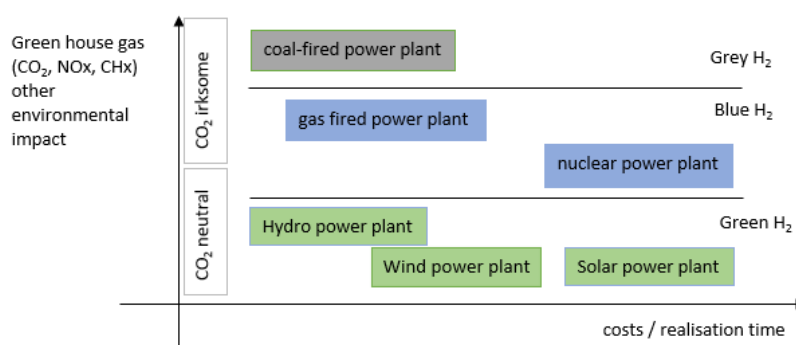 Green house gas
(CO₂, NOx, CHx)
other
environmental
impact
CO₂ irksome
CO₂ neutral
coal-fired power plant
Grey H₂
gas fired power plant
Blue H₂
nuclear power plant
Hydro power plant
Green H₂
Wind power plant
Solar power plant
costs / realisation time